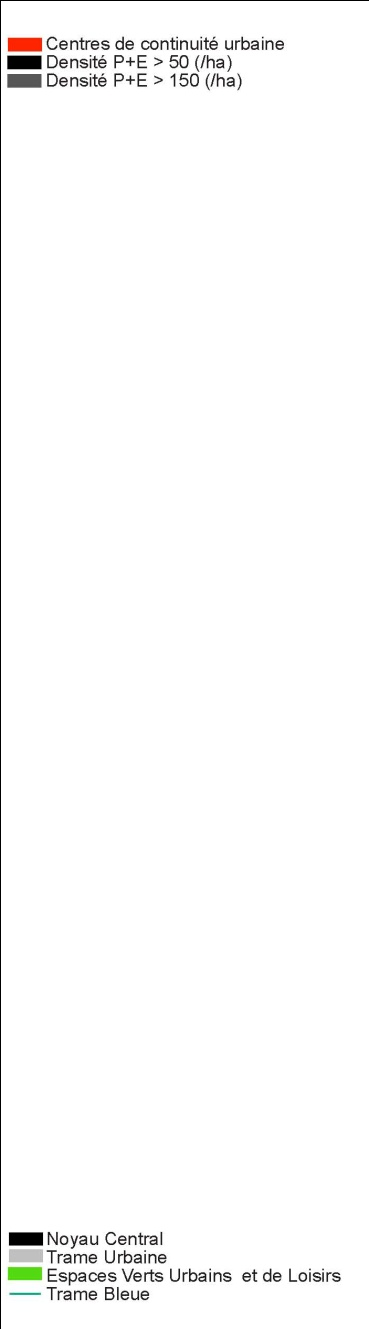 Centres de continuité urbaine
Densité P+E > 50 (/ha)
Densité P+E > 150 (/ha)
Noyau Central
Trame Urbaine
Espaces Verts Urbains et de Loisirs
Trame Bleue